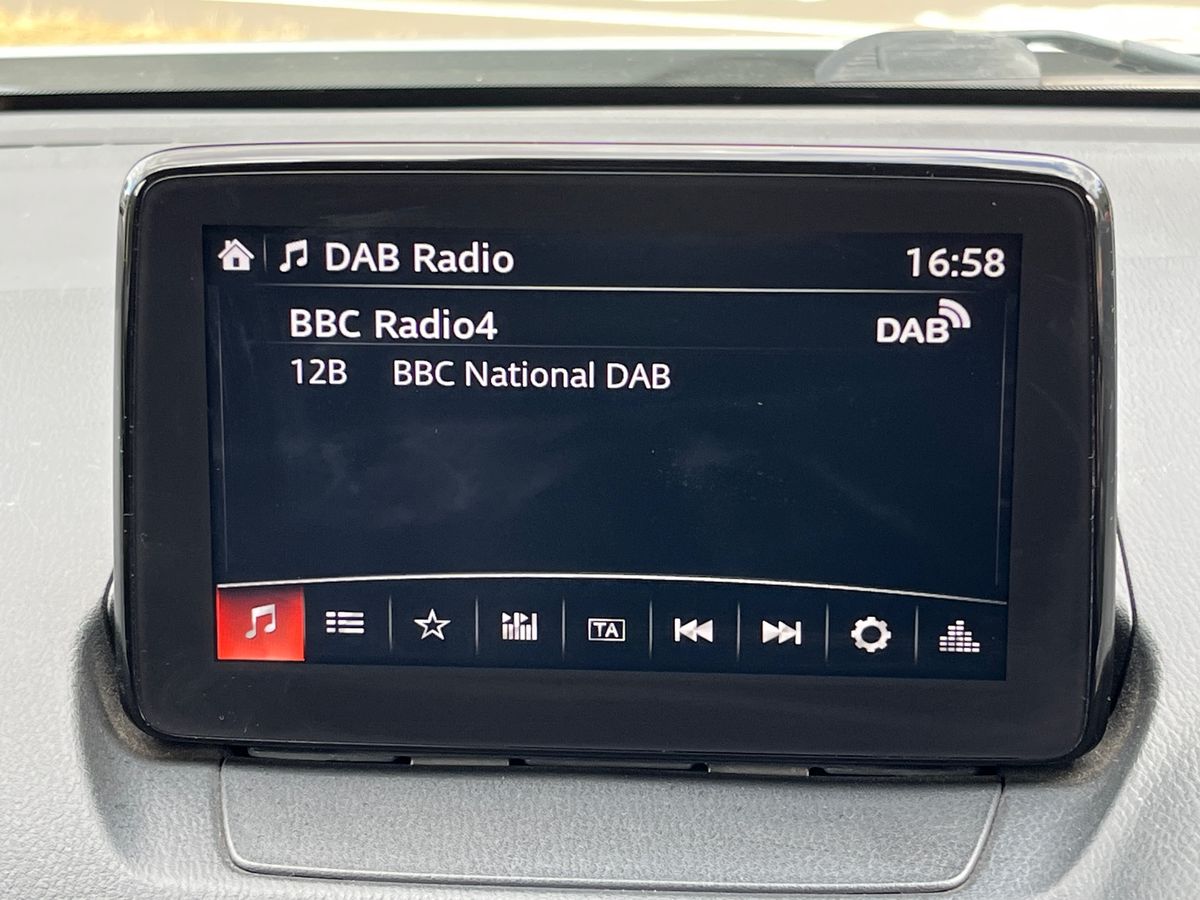 DAB Radio 16:58
BBC Radio4 DAB
12B BBC National DAB
TA